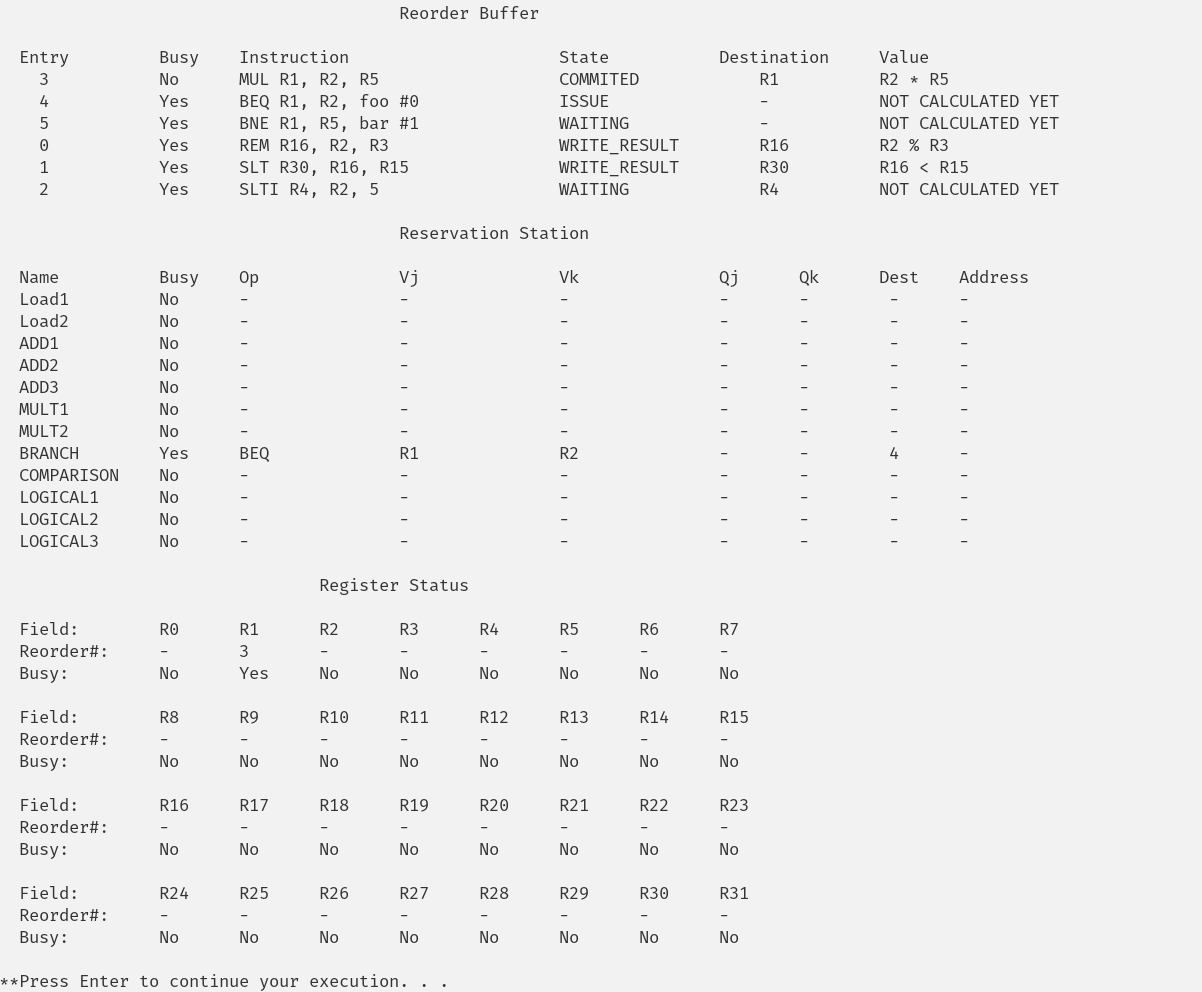 Reorder Buffer
Entry Busy Instruction State Destination Value
3 No MUL R1, R2, R5 COMMITED R1 R2 * R5
4 Yes BEQ R1, R2, foo #0 ISSUE - NOT CALCULATED YET
5 Yes BNE R1, R5, bar #1 WAITING - NOT CALCULATED YET
0 Yes REM R16, R2, R3 WRITE_RESULT R16 R2 % R3
1 Yes SLT R30, R16, R15 WRITE_RESULT R30 R16 < R15
2 Yes SLTI R4, R2, 5 WAITING R4 NOT CALCULATED YET
Reservation Station
Name Busy Op Vj Vk Qj Qk Dest Address
Load1 No - - - - - - -
Load2 No - - - - - - -
ADD1 No - - - - - - -
ADD2 No - - - - - - -
ADD3 No - - - - - - -
MULT1 No - - - - - - -
MULT2 No - - - - - - -
BRANCH Yes BEQ R1 R2 - - 4 -
COMPARISON No - - - - - - -
LOGICAL1 No - - - - - - -
LOGICAL2 No - - - - - - -
LOGICAL3 No - - - - - - -
Register Status
Field: R0 R1 R2 R3 R4 R5 R6 R7
Reorder#: - 3 - - - - - -
Busy: No Yes No No No No No No
Field: R8 R9 R10 R11 R12 R13 R14 R15
Reorder#: - - - - - - - -
Busy: No No No No No No No No
Field: R16 R17 R18 R19 R20 R21 R22 R23
Reorder#: - - - - - - - -
Busy: No No No No No No No No
Field: R24 R25 R26 R27 R28 R29 R30 R31
Reorder#: - - - - - - - -
Busy: No No No No No No No No
**Press Enter to continue your execution. . .